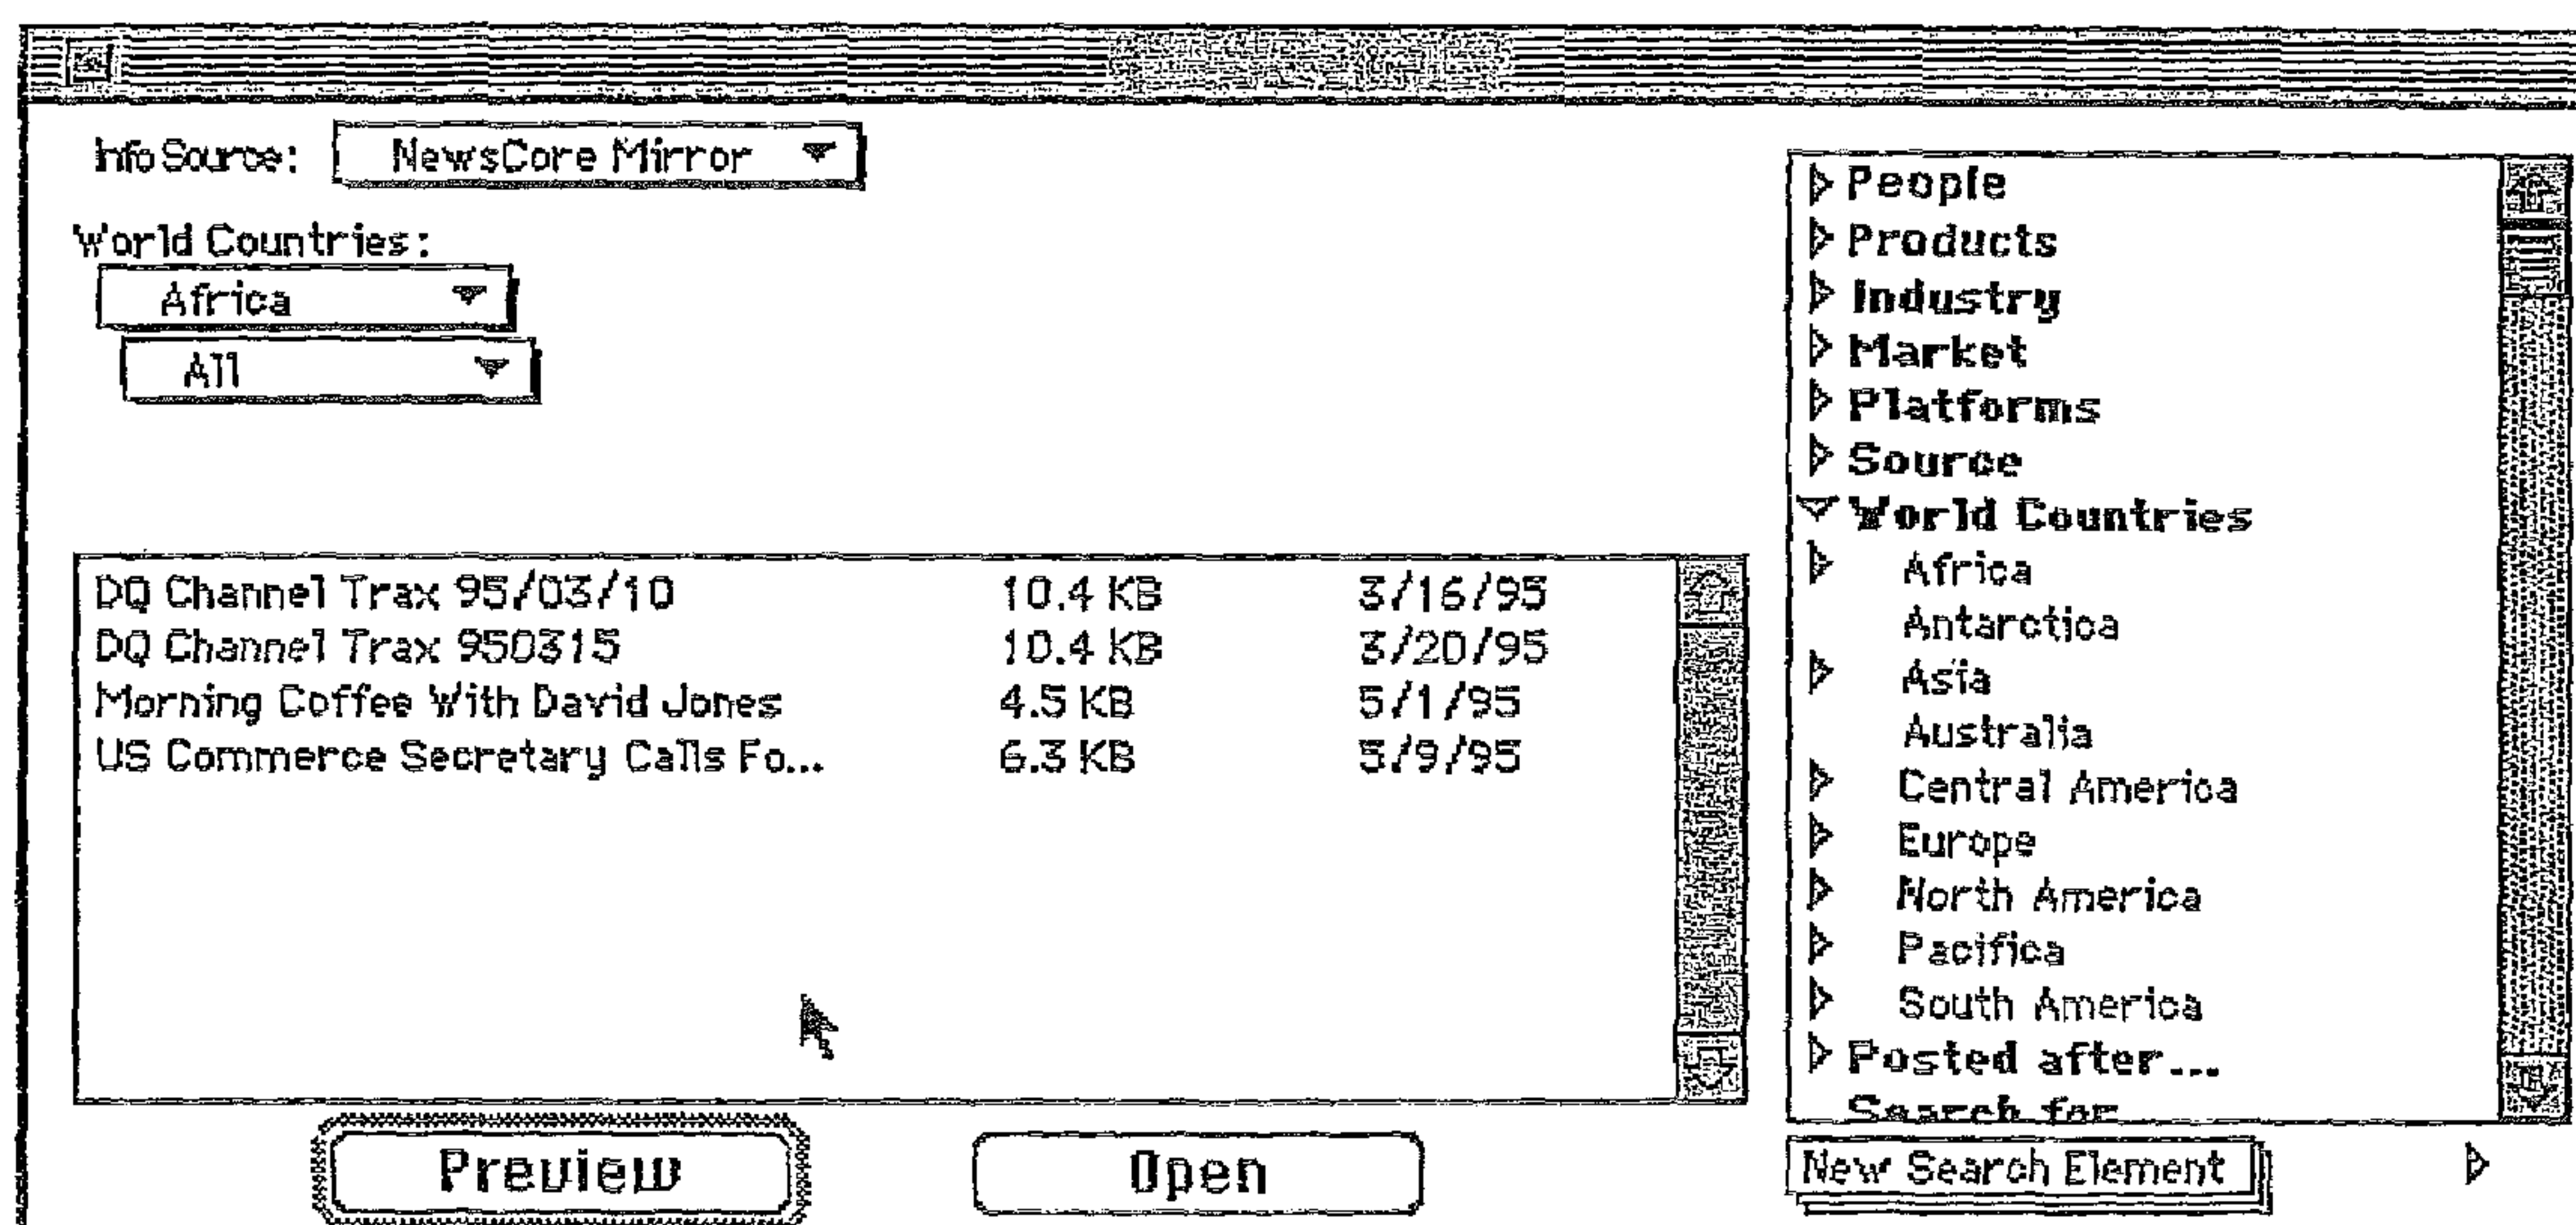 Info Source: NewsCore Mirror
World Countries:
Africa
All
DQ Channel Trax 95/03/10 10.4 KB 3/16/95
DQ Channel Trax 950315 10.4 KB 3/20/95
Morning Coffee With David Jones 4.5 KB 5/1/95
US Commerce Secretary Calls Fo... 6.3 KB 5/9/95
Preview
Open
People
Products
Industry
Market
Platforms
Source
World Countries
Africa
Antarctica
Asia
Australia
Central America
Europe
North America
Pacifica
South America
Posted after...
Search for
New Search Element